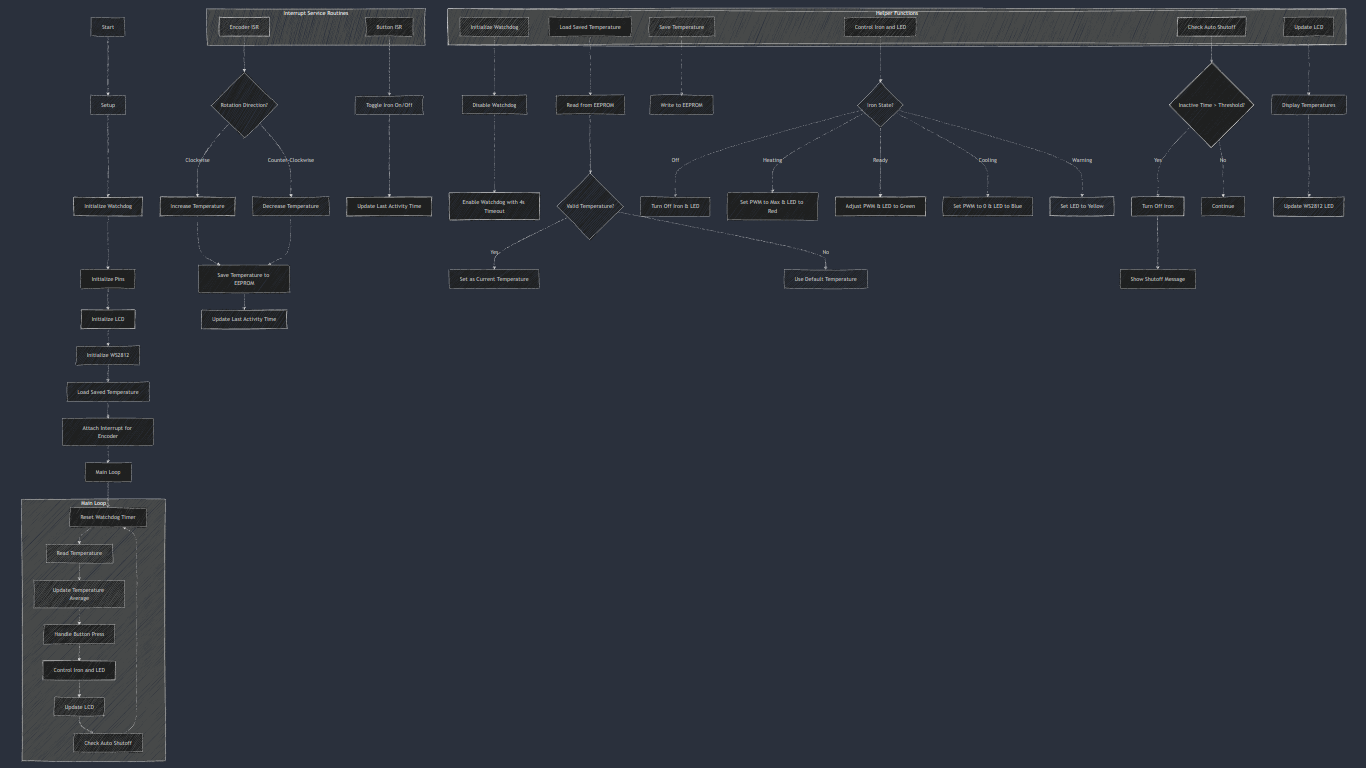 Start
Setup
Initialize Watchdog
Initialize Pins
Initialize LCD
Initialize WS2812
Load Saved Temperature
Attach Interrupt for
Encoder
Main Loop
Main Loop
Reset Watchdog Timer
Read Temperature
Update Temperature
Average
Handle Button Press
Control Iron and LED
Update LCD
Check Auto Shutoff
Interrupt Service Routines
Encoder ISR
Button ISR
Rotation Direction?
Toggle Iron On/Off
Clockwise
Counter-Clockwise
Increase Temperature
Decrease Temperature
Update Last Activity Time
Save Temperature to
EEPROM
Update Last Activity Time
Helper Functions
Initialize Watchdog
Load Saved Temperature
Save Temperature
Control Iron and LED
Check Auto Shutoff
Update LCD
Disable Watchdog
Read from EEPROM
Write to EEPROM
Iron State?
Inactive Time > Threshold?
Display Temperatures
Off
Heating
Ready
Cooling
Warning
Yes
No
Enable Watchdog with 4s
Timeout
Valid Temperature?
Turn Off Iron & LED
Set PWM to Max & LED to
Red
Adjust PWM & LED to Green
Set PWM to 0 & LED to Blue
Set LED to Yellow
Turn Off Iron
Continue
Update WS2812 LED
Yes
No
Set as Current Temperature
Use Default Temperature
Show Shutoff Message